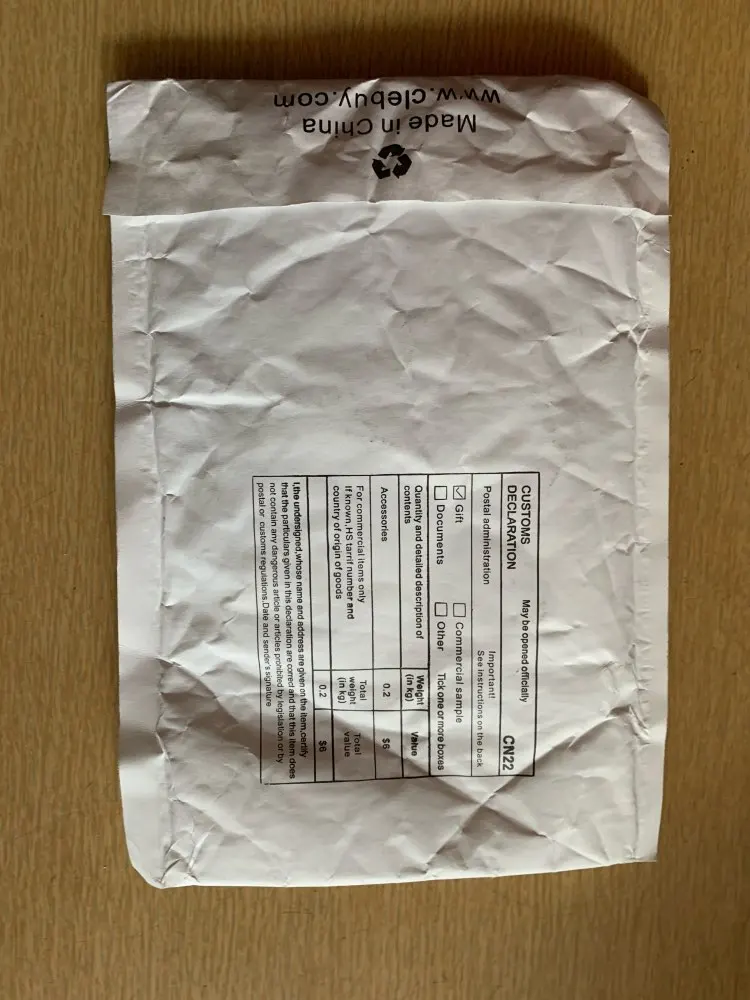 Made in China
www.clebuy.com
CUSTOMS
DECLARATION
May be opened officially
CN22
Postal administration
Important!
See instructions on the back
Gift
Commercial sample
Documents
Other
Tick one or more boxes
Quantity and detailed description of
contents
Weight
(in kg)
Value
Accessories
0.2
$6
For commercial items only
If known,HS tarrif number and
country of origin of goods
Total
weight
(in kg)
Total
value
0.2
$6
I,the undersigned,whose name and address are given on the item,certify
that the particulars given in this declaration are correct and that this item does
not contain any dangerous article or articles prohibited by legislation or by
postal or customs regulations.Date and sender's signature